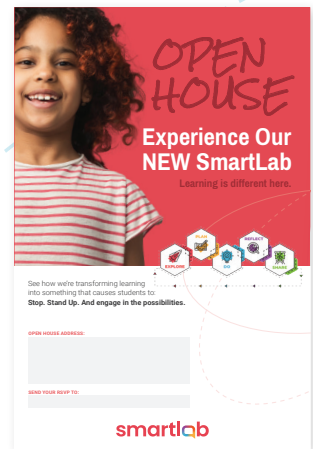 OPEN
HOUSE
Experience Our
NEW SmartLab
Learning is different here.
EXPLORE
PLAN
DO
REFLECT
SHARE
See how we're transforming learning
into something that causes students to:
Stop. Stand Up. And engage in the possibilities.
OPEN HOUSE ADDRESS:
SEND YOUR RSVP TO:
smartlab